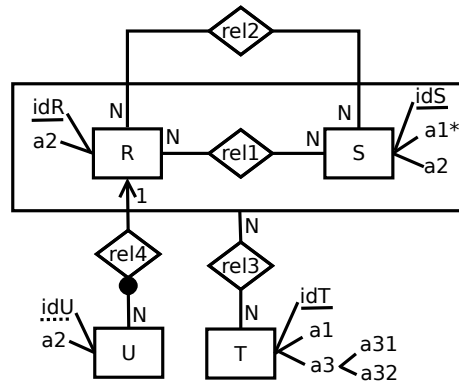 rel2
N N
idR idS
a2 R N rel1 N S a1*
a2
1
N
rel4 rel3
idU N N idT
a2 U T a1
a3 a31
a32